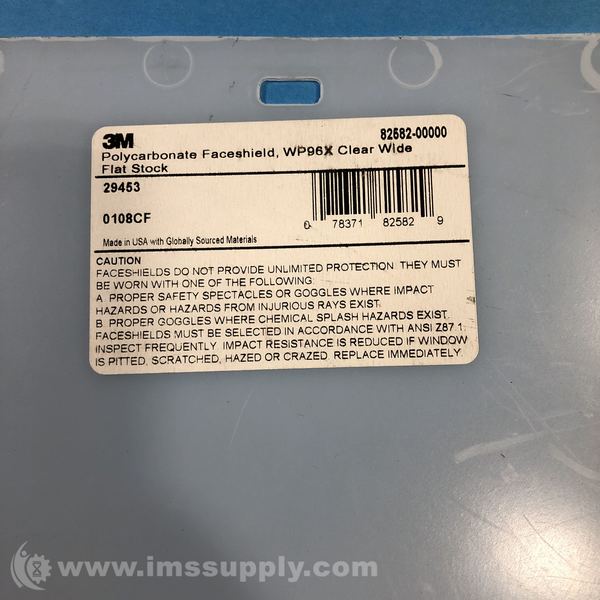 3M
82582-00000
Polycarbonate Faceshield, WP96X Clear Wide
Flat Stock
29453
0108CF
0 78371 82582 9
Made in USA with Globally Sourced Materials
CAUTION
FACESHIELDS DO NOT PROVIDE UNLIMITED PROTECTION. THEY MUST
BE WORN WITH ONE OF THE FOLLOWING:
A. PROPER SAFETY SPECTACLES OR GOGGLES WHERE IMPACT
HAZARDS OR HAZARDS FROM INJURIOUS RAYS EXIST.
B. PROPER GOGGLES WHERE CHEMICAL SPLASH HAZARDS EXIST.
FACESHIELDS MUST BE SELECTED IN ACCORDANCE WITH ANSI Z87.1.
INSPECT FREQUENTLY. IMPACT RESISTANCE IS REDUCED IF WINDOW
IS PITTED, SCRATCHED, HAZED OR CRAZED. REPLACE IMMEDIATELY.
www.imssupply.com